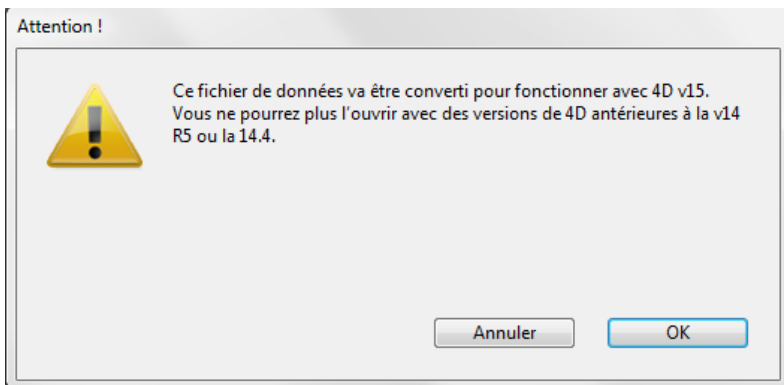 Attention !
Ce fichier de données va être converti pour fonctionner avec 4D v15.
Vous ne pourrez plus l'ouvrir avec des versions de 4D antérieures à la v14
R5 ou la 14.4.
Annuler
OK